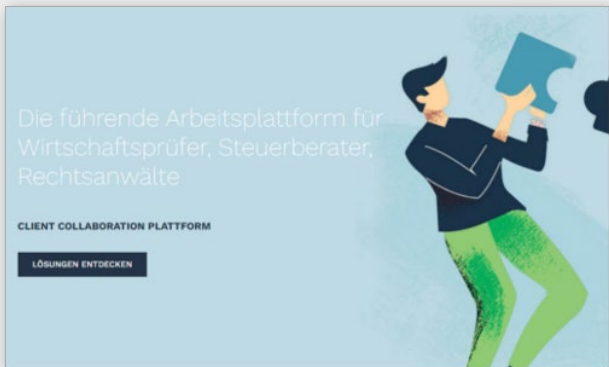 Die führende Arbeitsplattform für
Wirtschaftsprüfer, Steuerberater,
Rechtsanwälte
CLIENT COLLABORATION PLATTFORM
LÖSUNGEN ENTDECKEN